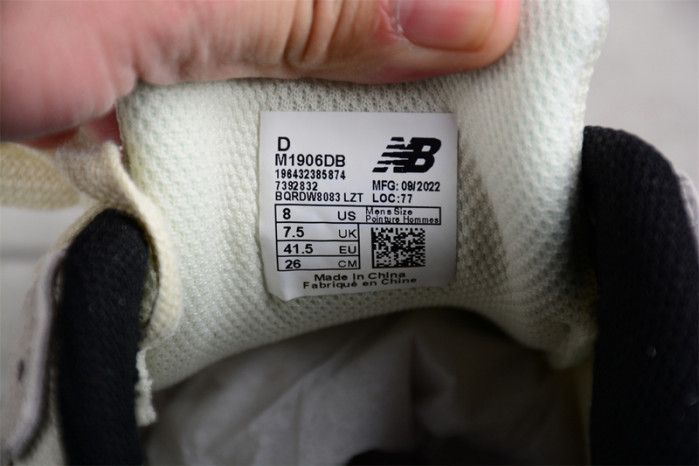 D
M1906DB
196432385874
7392832
BQRDW8083 LZT
NB
MFG: 09/2022
LOC: 77
8 US
7.5 UK
41.5 EU
26 CM
Mens Size
Pointure Hommes
Made in China
Fabriqué en Chine